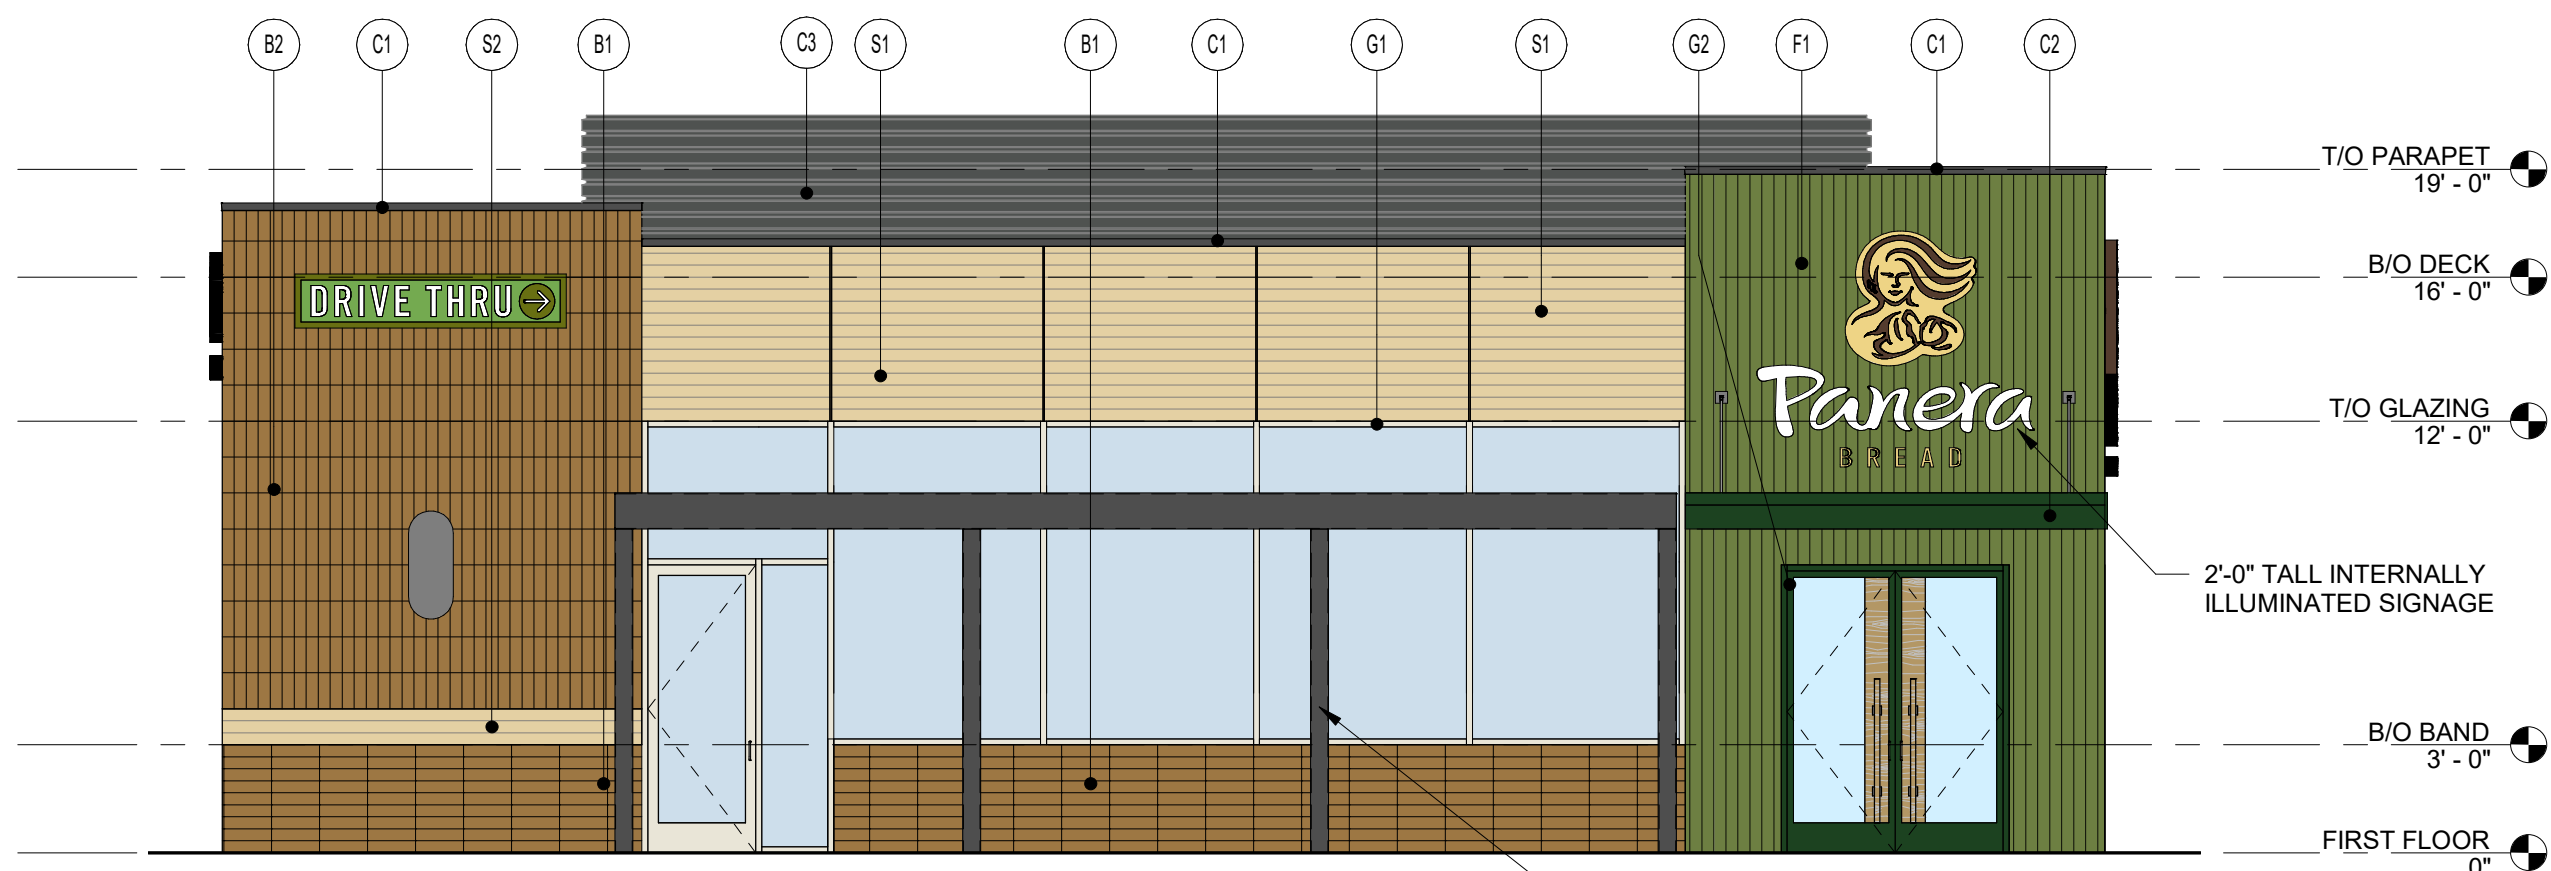 B2 C1 S2 B1 C3 S1 B1 C1 G1 S1 G2 F1 C1 C2
T/O PARAPET
19' - 0"
B/O DECK
16' - 0"
DRIVE THRU
Panera
BREAD
T/O GLAZING
12' - 0"
2'-0" TALL INTERNALLY
ILLUMINATED SIGNAGE
B/O BAND
3' - 0"
FIRST FLOOR
0"